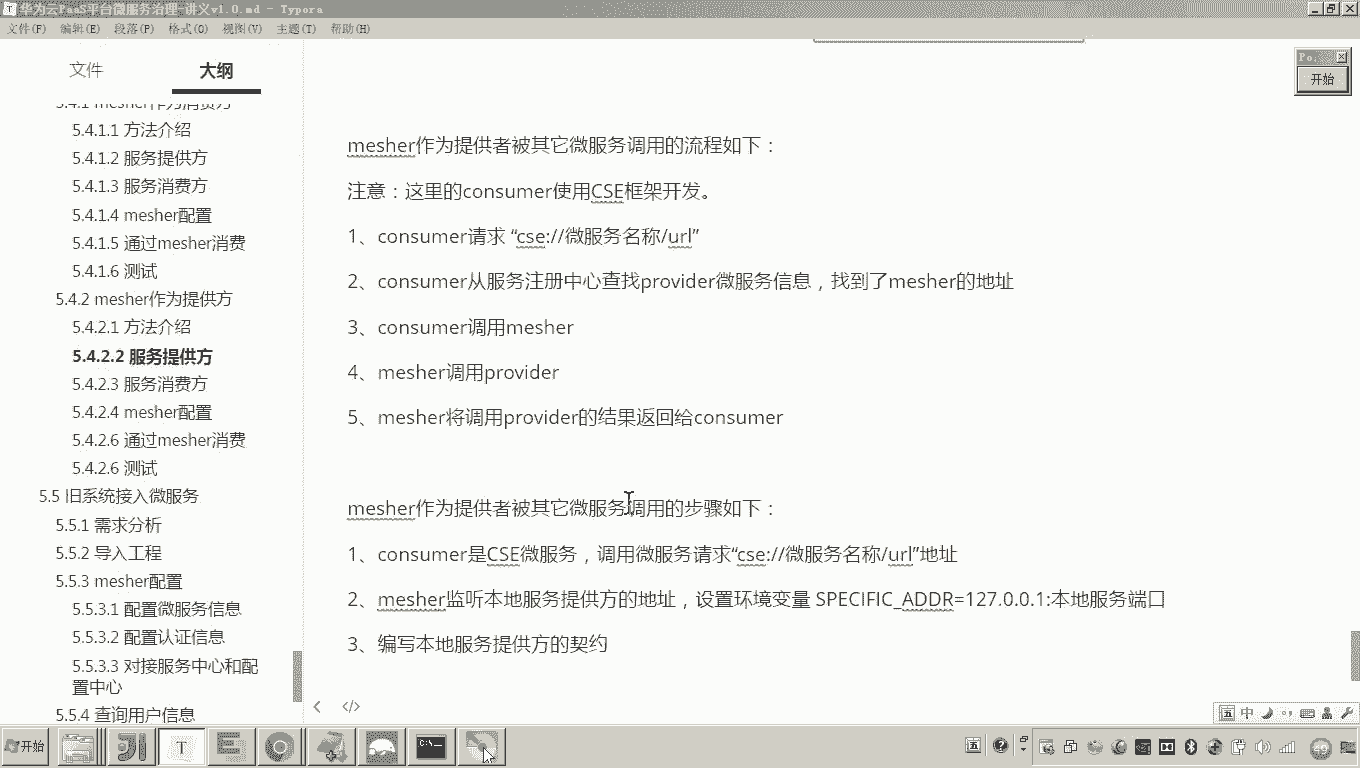 华为云PaaS平台微服务治理-讲义v1.0.md - Typora
文件(F) 编辑(E) 段落(P) 格式(O) 视图(V) 主题(T) 帮助(H)
文件
大纲
5.4.1 mesher作为消费方
5.4.1.1 方法介绍
5.4.1.2 服务提供方
5.4.1.3 服务消费方
5.4.1.4 mesher配置
5.4.1.5 通过mesher消费
5.4.1.6 测试
5.4.2 mesher作为提供方
5.4.2.1 方法介绍
5.4.2.2 服务提供方
5.4.2.3 服务消费方
5.4.2.4 mesher配置
5.4.2.6 通过mesher消费
5.4.2.6 测试
5.5 旧系统接入微服务
5.5.1 需求分析
5.5.2 导入工程
5.5.3 mesher配置
5.5.3.1 配置微服务信息
5.5.3.2 配置认证信息
5.5.3.3 对接服务中心和配
置中心
5.5.4 查询用户信息
mesher作为提供者被其它微服务调用的流程如下：
注意：这里的consumer使用CSE框架开发。
1、consumer请求 “cse://微服务名称/url”
2、consumer从服务注册中心查找provider微服务信息，找到了mesher的地址
3、consumer调用mesher
4、mesher调用provider
5、mesher将调用provider的结果返回给consumer
mesher作为提供者被其它微服务调用的步骤如下：
1、consumer是CSE微服务，调用微服务请求“cse://微服务名称/url”地址
2、mesher监听本地服务提供方的地址，设置环境变量 SPECIFIC_ADDR=127.0.0.1:本地服务端口
3、编写本地服务提供方的契约
Po.
开始
五 中
开始
T
五